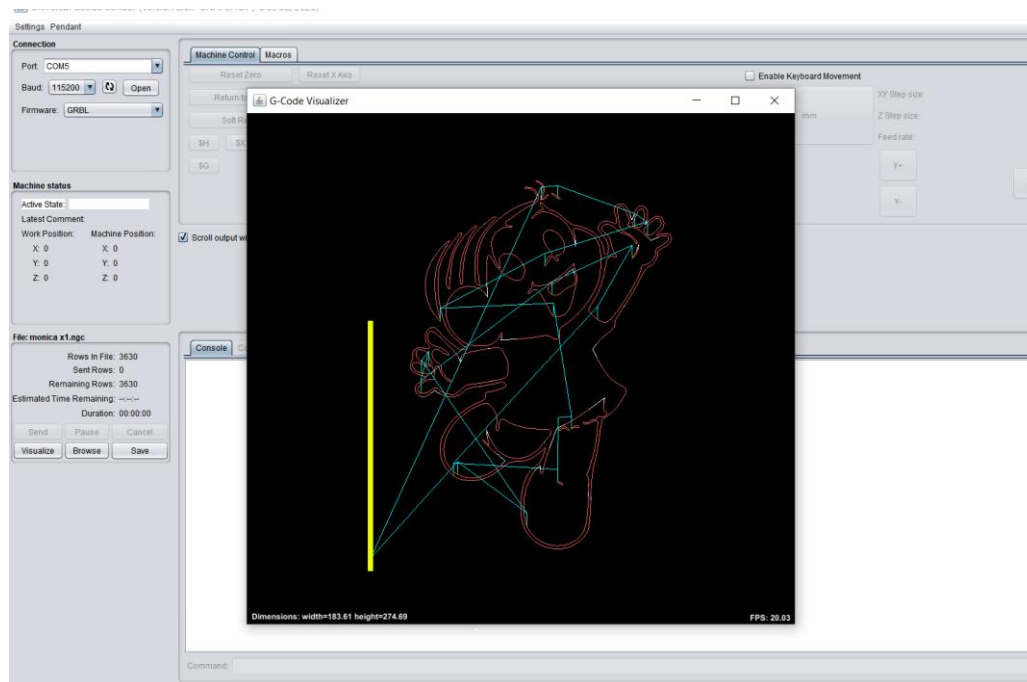 Settings Pendant
Connection
Port: COM5
Baud: 115200 Open
Firmware: GRBL
Machine status
Active State:
Latest Comment:
Work Position: Machine Position:
X: 0 X: 0
Y: 0 Y: 0
Z: 0 Z: 0
File: monica x1.ngc
Rows In File: 3630
Sent Rows: 0
Remaining Rows: 3630
Estimated Time Remaining: --:--:--
Duration: 00:00:00
Send Pause Cancel
Visualize Browse Save
Machine Control Macros
Reset Zero Reset X Axis
Enable Keyboard Movement
Return to
XY Step size:
mm
Z Step size:
Feed rate:
$H
$G
Y+
Y-
Scroll output
G-Code Visualizer
Dimensions: width=183.61 height=274.69
FPS: 20.03
Console
Command: